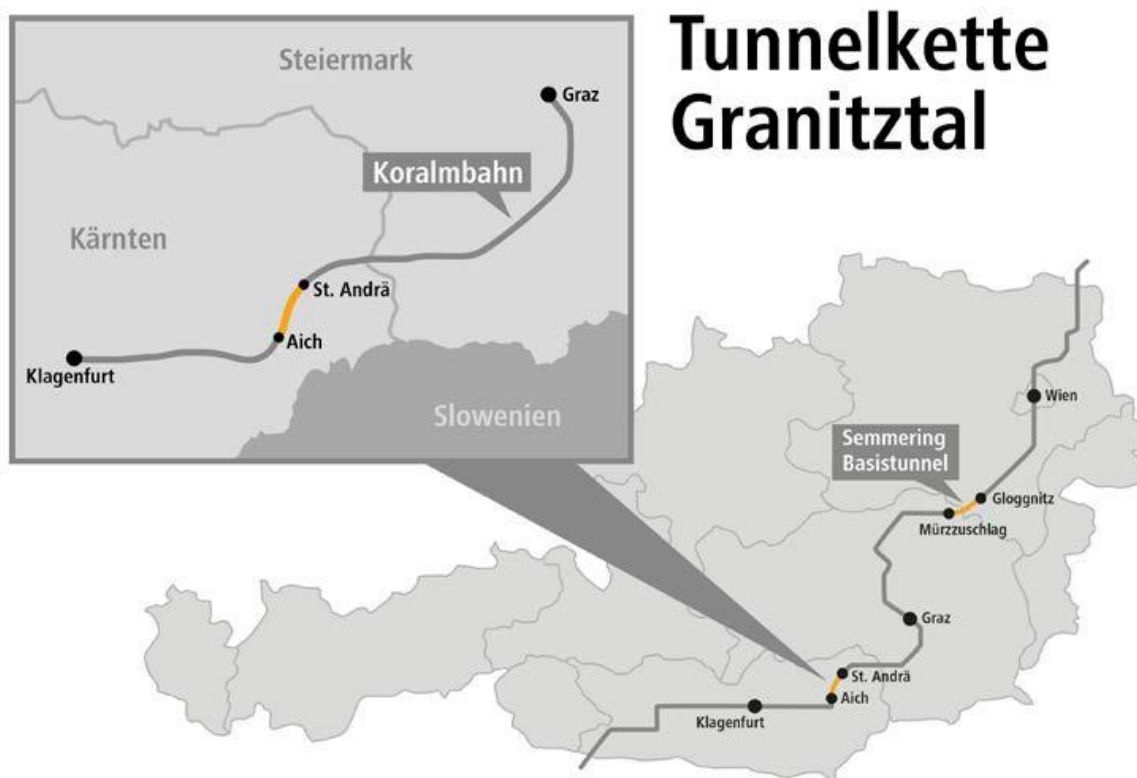 Tunnelkette
Granitztal
Steiermark
Graz
Koralmbahn
Kärnten
St. Andrä
Aich
Klagenfurt
Slowenien
Wien
Semmering
Basistunnel
Gloggnitz
Mürzzuschlag
Graz
St. Andrä
Aich
Klagenfurt